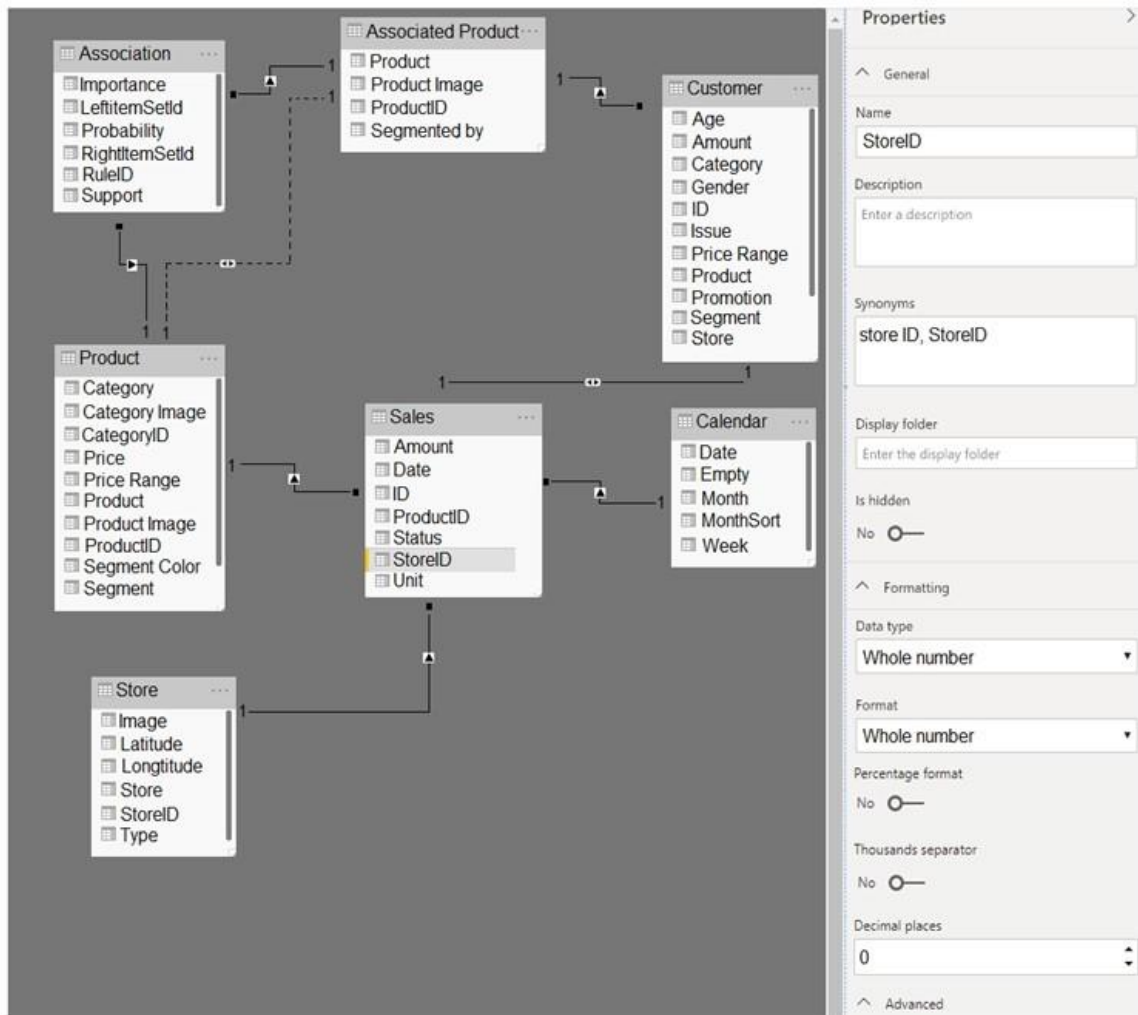 Association
Importance
LeftitemSetId
Probability
RightItemSetId
RuleID
Support
Associated Product
Product
Product Image
ProductID
Segmented by
Customer
Age
Amount
Category
Gender
ID
Issue
Price Range
Product
Promotion
Segment
Store
1
1
1
1
1
Product
Category
Category Image
CategoryID
Price
Price Range
Product
Product Image
ProductID
Segment Color
Segment
1
1
Sales
Amount
Date
ID
ProductID
Status
StoreID
Unit
Calendar
Date
Empty
Month
MonthSort
Week
1
1
Store
Image
Latitude
Longtitude
Store
StoreID
Type
1
Properties
General
Name
StoreID
Description
Enter a description
Synonyms
store ID, StoreID
Display folder
Enter the display folder
Is hidden
No
Formatting
Data type
Whole number
Format
Whole number
Percentage format
No
Thousands separator
No
Decimal places
0
Advanced